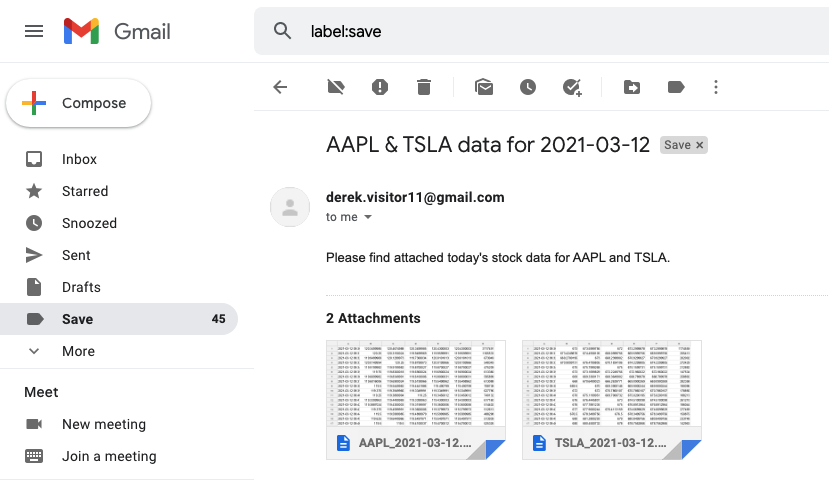 Gmail
label:save
Compose
Inbox
Starred
Snoozed
Sent
Drafts
Save 45
More
Meet
New meeting
Join a meeting
AAPL & TSLA data for 2021-03-12 Save ×
derek.visitor11@gmail.com
to me
Please find attached today's stock data for AAPL and TSLA.
2 Attachments
AAPL_2021-03-12.... TSLA_2021-03-12....